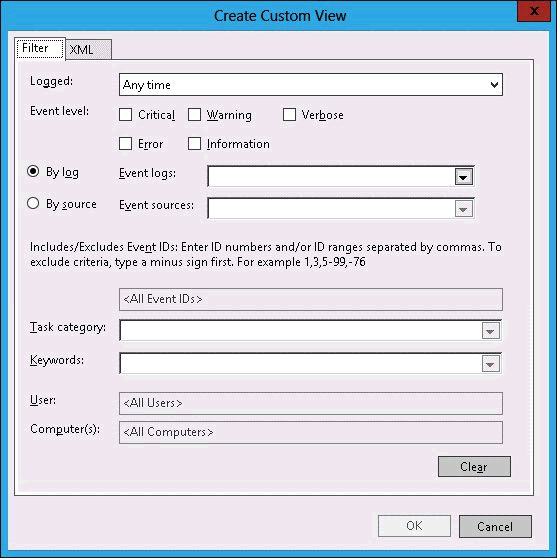 Create Custom View
x
Filter XML
Logged: Any time
Event level: Critical Warning Verbose
Error Information
By log Event logs:
By source Event sources:
Includes/Excludes Event IDs: Enter ID numbers and/or ID ranges separated by commas. To
exclude criteria, type a minus sign first. For example 1,3,5-99,-76
<All Event IDs>
Task category:
Keywords:
User: <All Users>
Computer(s): <All Computers>
Clear
OK Cancel